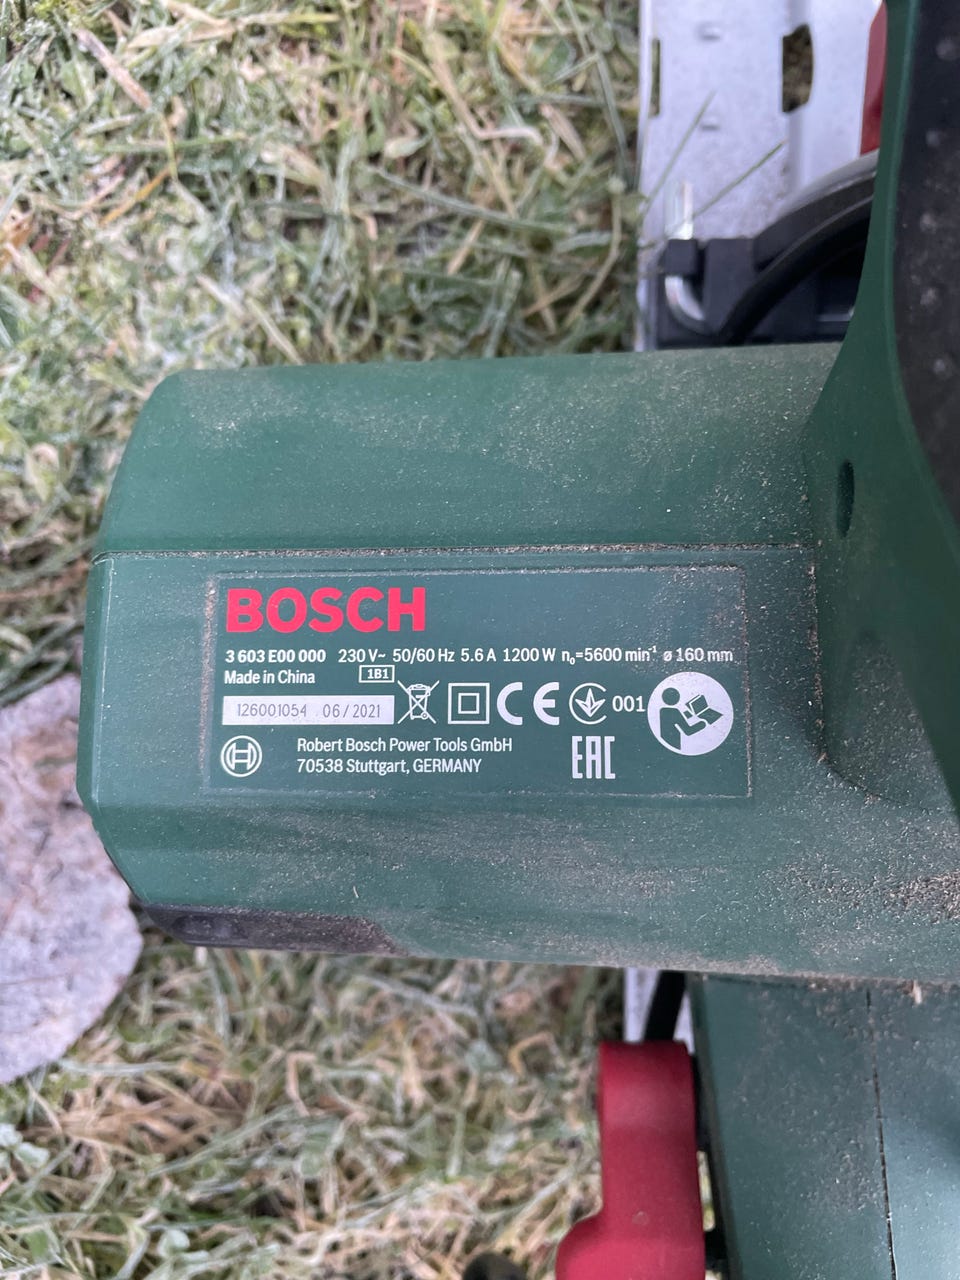 BOSCH
3 603 E00 000 230 V~ 50/60 Hz 5.6 A 1200 W n₀=5600 min⁻¹ ø 160 mm
Made in China 1B1
126001054 06/2021
CE 001
Robert Bosch Power Tools GmbH
70538 Stuttgart, GERMANY
EAC